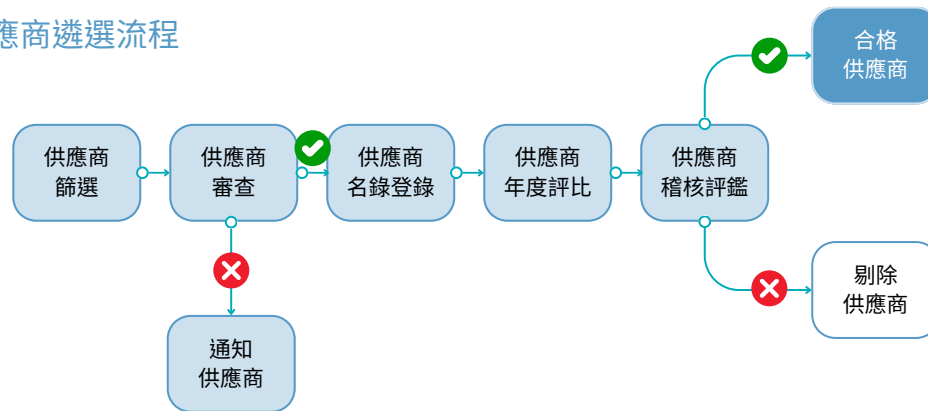 應商遴選流程
合格
供應商
供應商
篩選
供應商
審查
供應商
名錄登錄
供應商
年度評比
供應商
稽核評鑑
剔除
供應商
通知
供應商